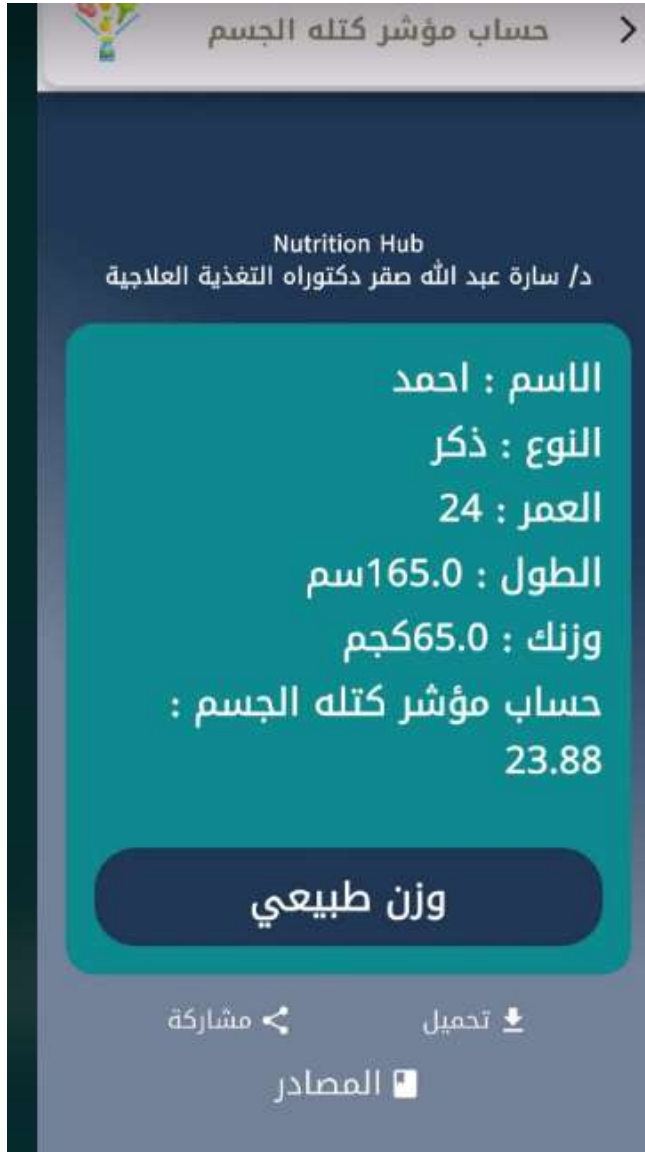 حساب مؤشر كتله الجسم
Nutrition Hub
د/ سارة عبد الله صقر دكتوراه التغذية العلاجية
الاسم : احمد
النوع : ذكر
العمر : 24
الطول : 165.0سم
وزنك : 65.0كجم
حساب مؤشر كتله الجسم :
23.88
وزن طبيعي
تحميل
مشاركة
المصادر